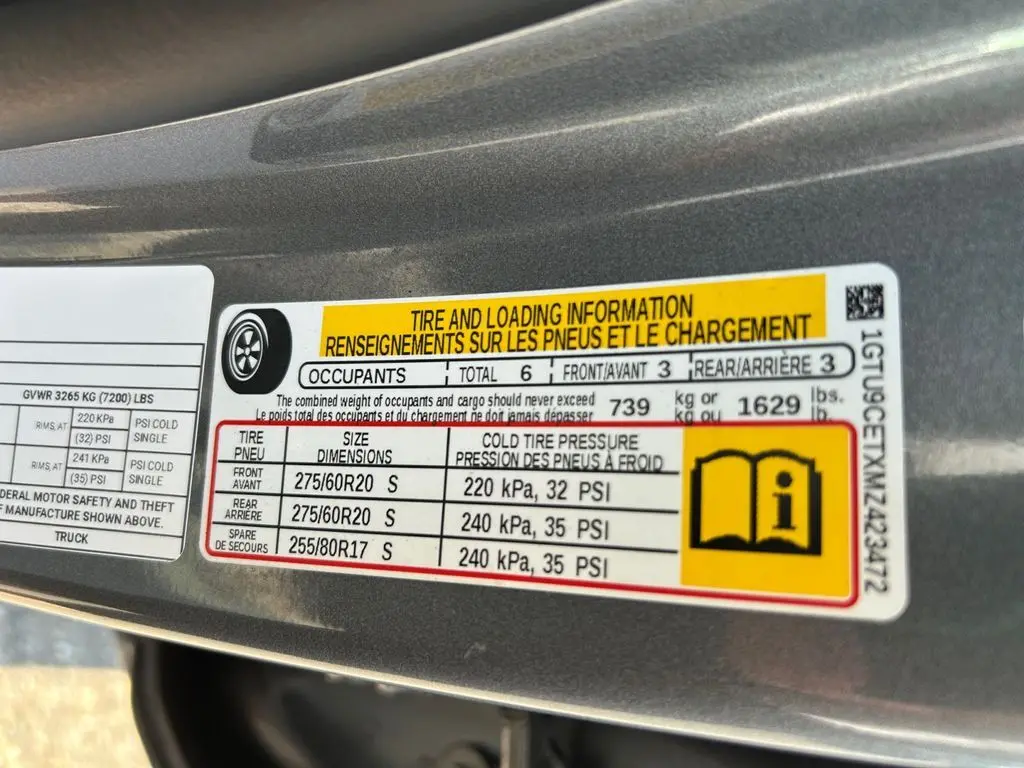 GVWR 3265 KG (7200) LBS
RIMS, AT 220 KPa PSI COLD
(32) PSI SINGLE
RIMS, AT 241 KPa PSI COLD
(35) PSI SINGLE
MOTOR SAFETY AND THEFT
MANUFACTURE SHOWN ABOVE.
TRUCK
TIRE AND LOADING INFORMATION
RENSEIGNEMENTS SUR LES PNEUS ET LE CHARGEMENT
OCCUPANTS TOTAL 6 FRONT/AVANT 3 REAR/ARRIÈRE 3
The combined weight of occupants and cargo should never exceed 739 kg or 1629 lbs.
Le poids total des occupants et du chargement ne doit jamais dépasser kg ou lb.
TIRE SIZE COLD TIRE PRESSURE
PNEU DIMENSIONS PRESSION DES PNEUS À FROID
FRONT
AVANT 275/60R20 S 220 kPa, 32 PSI
REAR
ARRIÈRE 275/60R20 S 240 kPa, 35 PSI
SPARE
DE SECOURS 255/80R17 S 240 kPa, 35 PSI
i
1GTU9CETXMZ423472